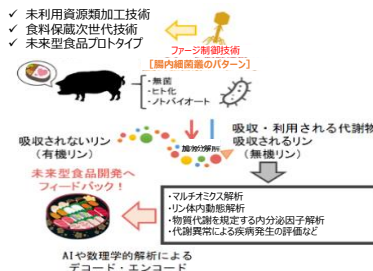 ✓ 未利用資源類加工技術
✓ 食料保蔵次世代技術
✓ 未来型食品プロトタイプ
ファージ制御技術
[腸内細菌叢のパターン]
・無菌
・ヒト化
・ノトバイオート
吸収されないリン
(有機リン)
吸収・利用される代謝物
吸収されるリン
(無機リン)
未来型食品開発へ
フィードバック!
・マルチオミクス解析
・リン体内動態解析
・物質代謝を規定する内分泌因子解析
・代謝異常による疾病発生の評価など
AIや数理学的解析による
デコード・エンコード